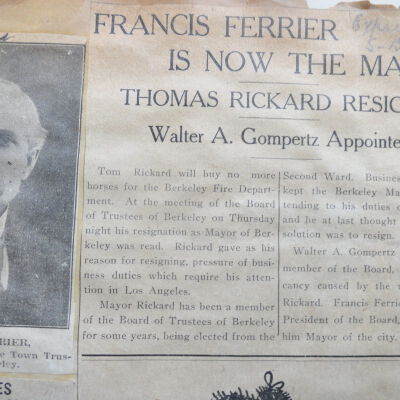 FRANCIS FERRIER
IS NOW THE MA
THOMAS RICKARD RESIC
Walter A. Gompertz Appointe
Tom Rickard will buy no more
horses for the Berkeley Fire Depart-
ment. At the meeting of the Board
of Trustees of Berkeley on Thursday
night his resignation as Mayor of Ber-
keley was read. Rickard gave as his
reason for resigning, pressure of busi-
ness duties which require his atten-
tion in Los Angeles.
Mayor Rickard has been a member
of the Board of Trustees of Berkeley
for some years, being elected from the
Second Ward. Busines
kept the Berkeley Ma
tending to his duties o
and he at last thought
solution was to resign.
Walter A. Gompertz
member of the Board.
cancy caused by the r
Rickard. Francis Ferrie
President of the Board,
him Mayor of the city.
RIER,
e Town Trus-
eley.
ES